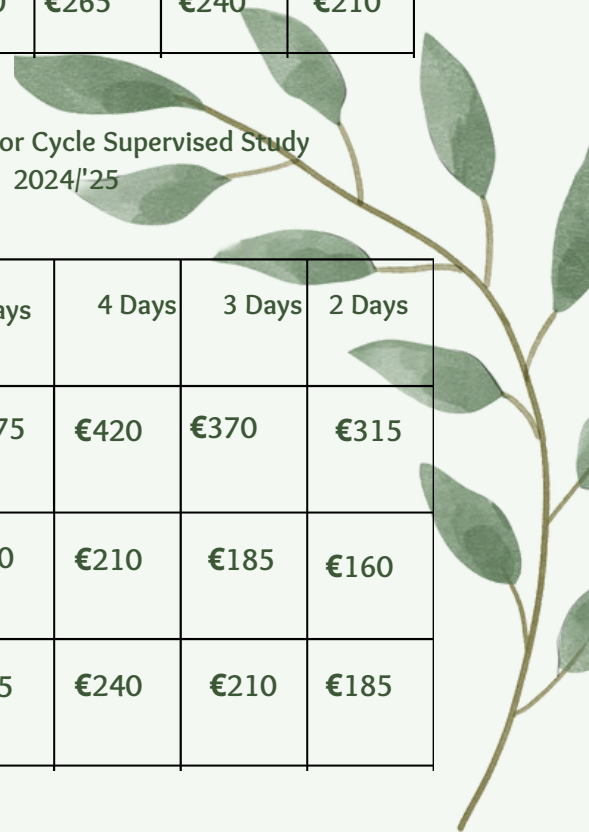 €265 €240 €210
or Cycle Supervised Study
2024/'25
ays 4 Days 3 Days 2 Days
75 €420 €370 €315
0 €210 €185 €160
5 €240 €210 €185